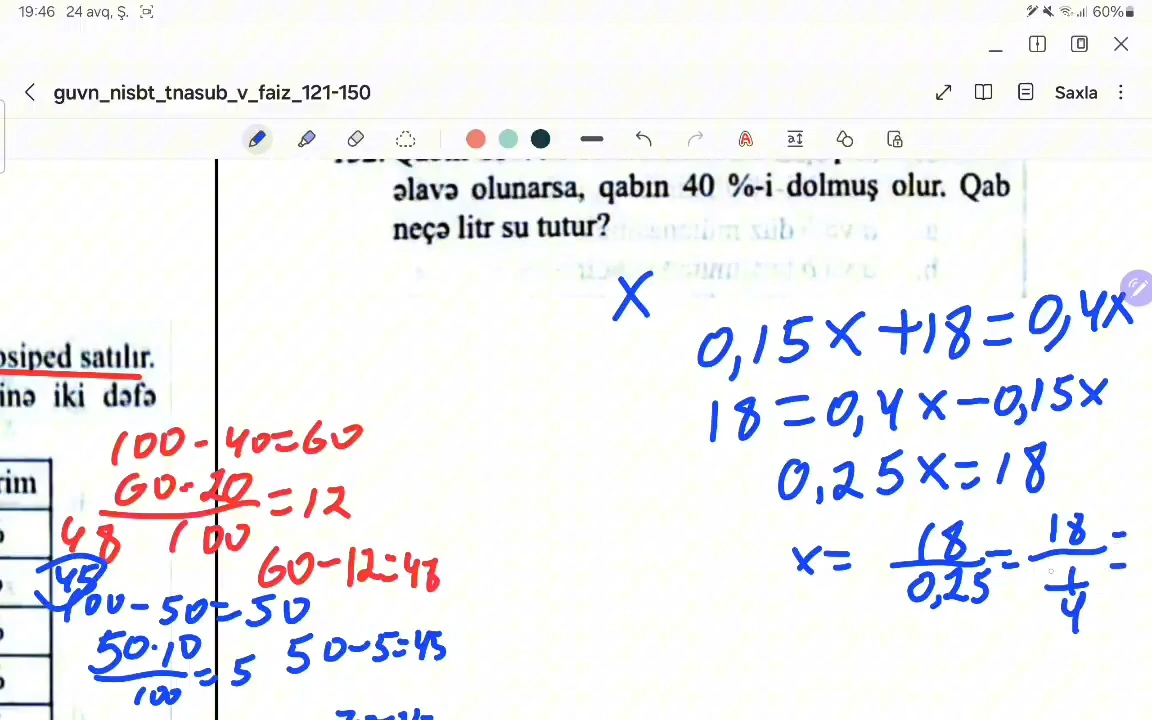 19:46 24 avq, Ş. 60%
guvn_nisbt_tnasub_v_faiz_121-150 Saxla
əlavə olunarsa, qabın 40 %-i dolmuş olur. Qab
neçə litr su tutur?
x
0,15x + 18 = 0,4x
18 = 0,4x - 0,15x
0,25x = 18
x = 18/0,25 = 18/(1/4) =
osiped satılır.
inə iki dəfə
rim
100 - 40 = 60
60·20/100 = 12
48
60 - 12 = 48
45
100 - 50 = 50
50·10/100 = 5
50 - 5 = 45